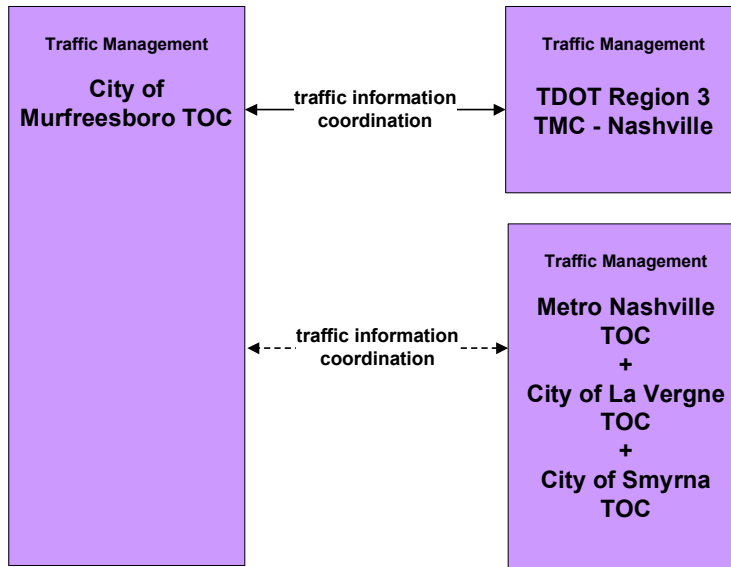 Traffic Management
City of
Murfreesboro TOC
traffic information
coordination
Traffic Management
TDOT Region 3
TMC - Nashville
traffic information
coordination
Traffic Management
Metro Nashville
TOC
+
City of La Vergne
TOC
+
City of Smyrna
TOC